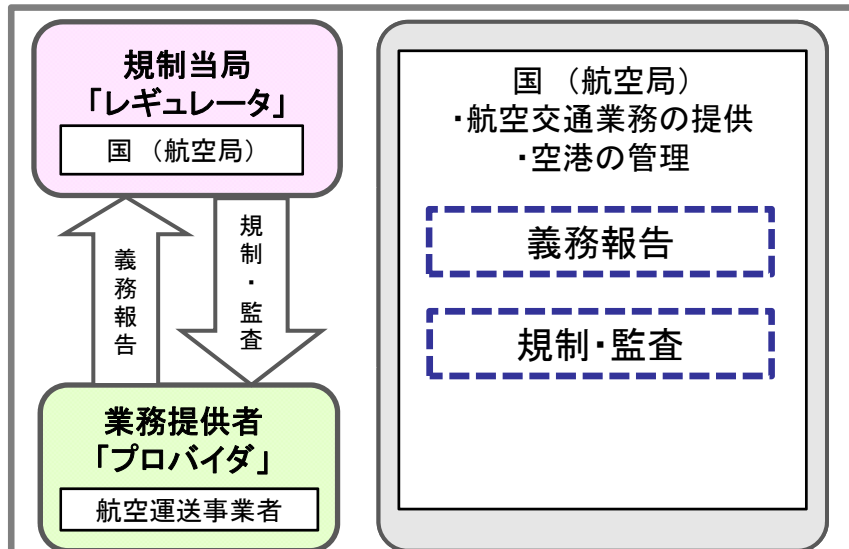 規制当局
「レギュレータ」
国 （航空局）
義務報告
規制・監査
業務提供者
「プロバイダ」
航空運送事業者
国 （航空局）
・航空交通業務の提供
・空港の管理
義務報告
規制・監査